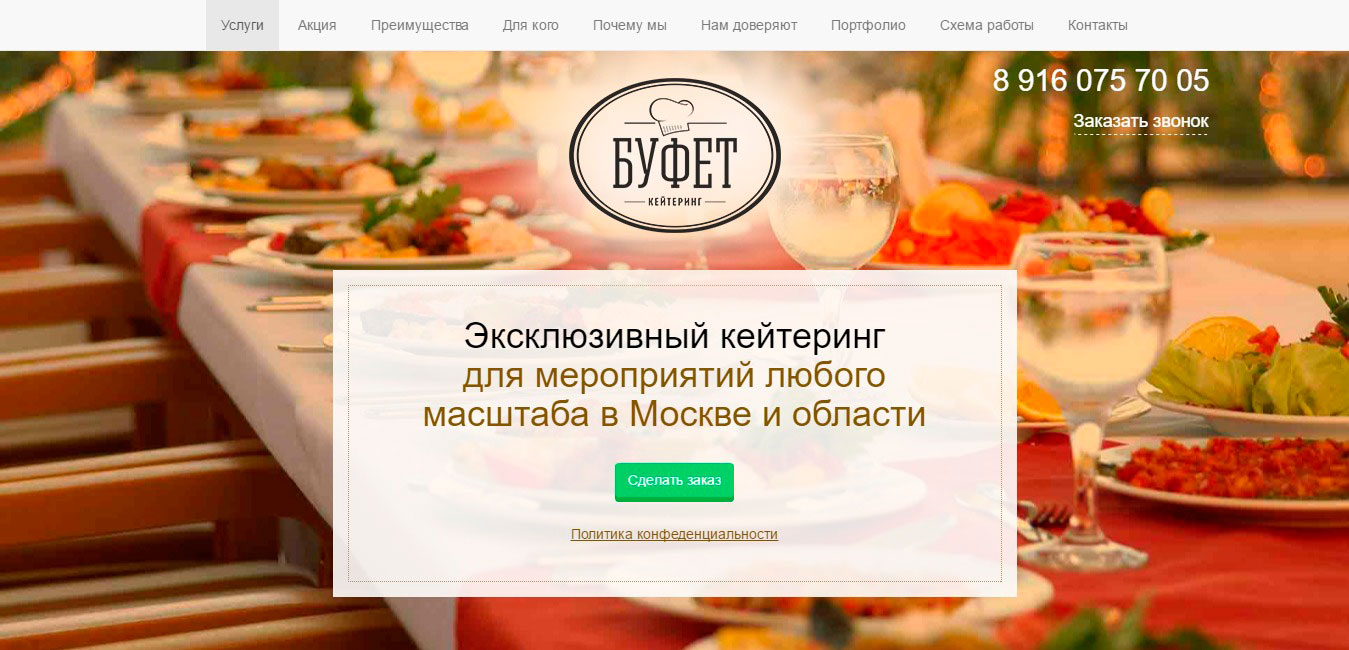 Услуги Акция Преимущества Для кого Почему мы Нам доверяют Портфолио Схема работы Контакты
8 916 075 70 05
Заказать звонок
БУФЕТ
КЕЙТЕРИНГ
Эксклюзивный кейтеринг
для мероприятий любого
масштаба в Москве и области
Сделать заказ
Политика конфеденциальности